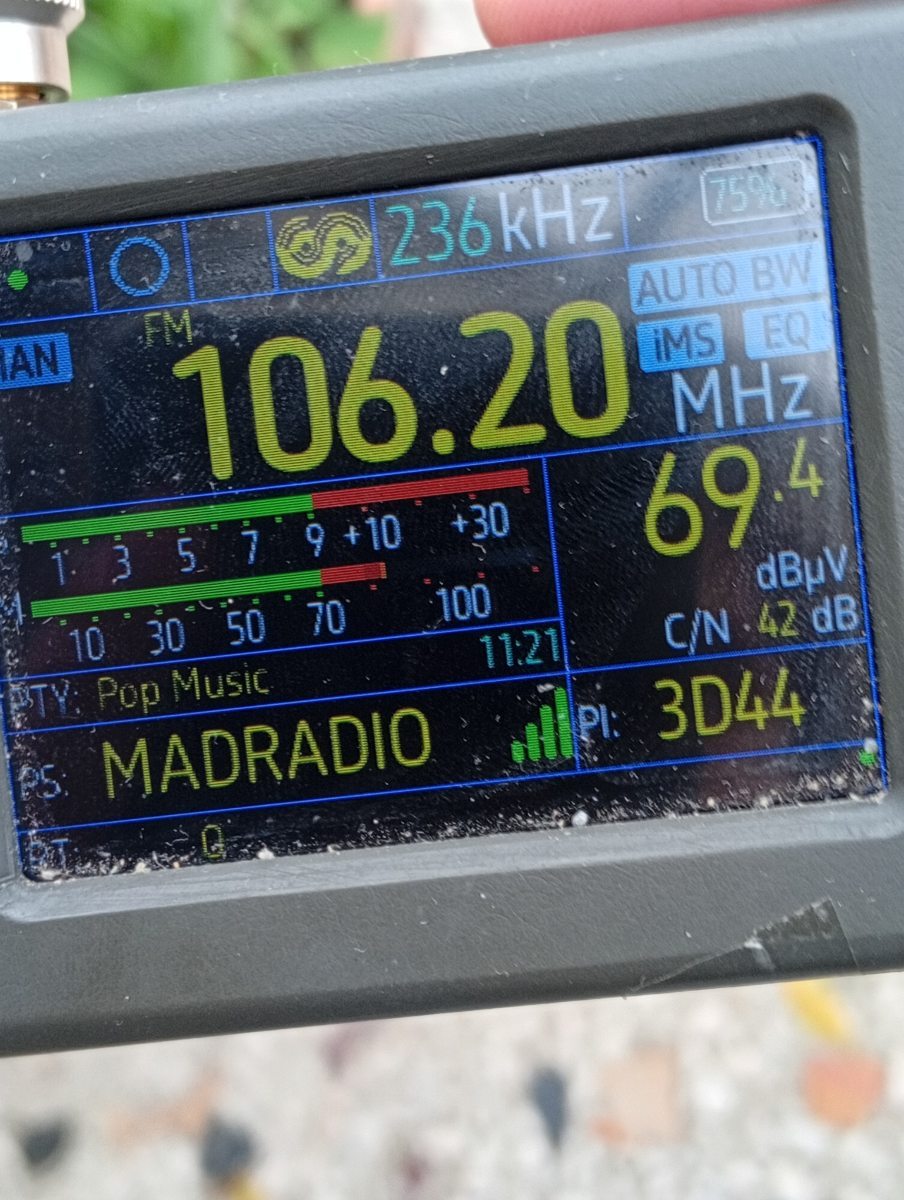 236 kHz 75%
AUTO BW
FM
iMS EQ
106.20 MHz
69.4
dBµV
1 3 5 7 9 +10 +30
10 30 50 70 100
C/N 42 dB
11:21
PTY: Pop Music
PS: MADRADIO
PI: 3D44
RT 0